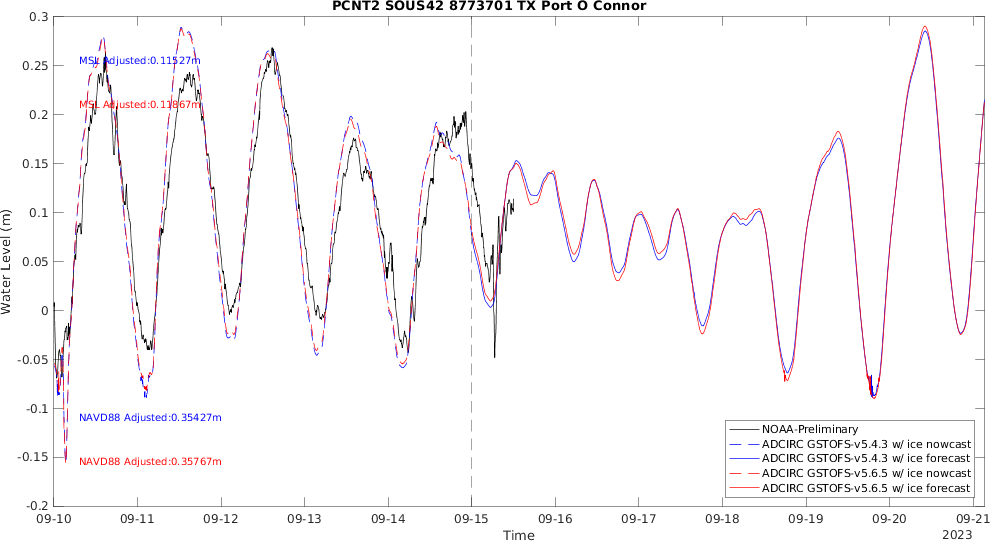 PCNT2 SOUS42 8773701 TX Port O Connor
0.3
0.25
0.2
0.15
0.1
0.05
0
-0.05
-0.1
-0.15
-0.2
Water Level (m)
MSL Adjusted:0.11527m
MSL Adjusted:0.11867m
NAVD88 Adjusted:0.35427m
NAVD88 Adjusted:0.35767m
NOAA-Preliminary
ADCIRC GSTOFS-v5.4.3 w/ ice nowcast
ADCIRC GSTOFS-v5.4.3 w/ ice forecast
ADCIRC GSTOFS-v5.6.5 w/ ice nowcast
ADCIRC GSTOFS-v5.6.5 w/ ice forecast
09-10 09-11 09-12 09-13 09-14 09-15 09-16 09-17 09-18 09-19 09-20 09-21
Time
2023